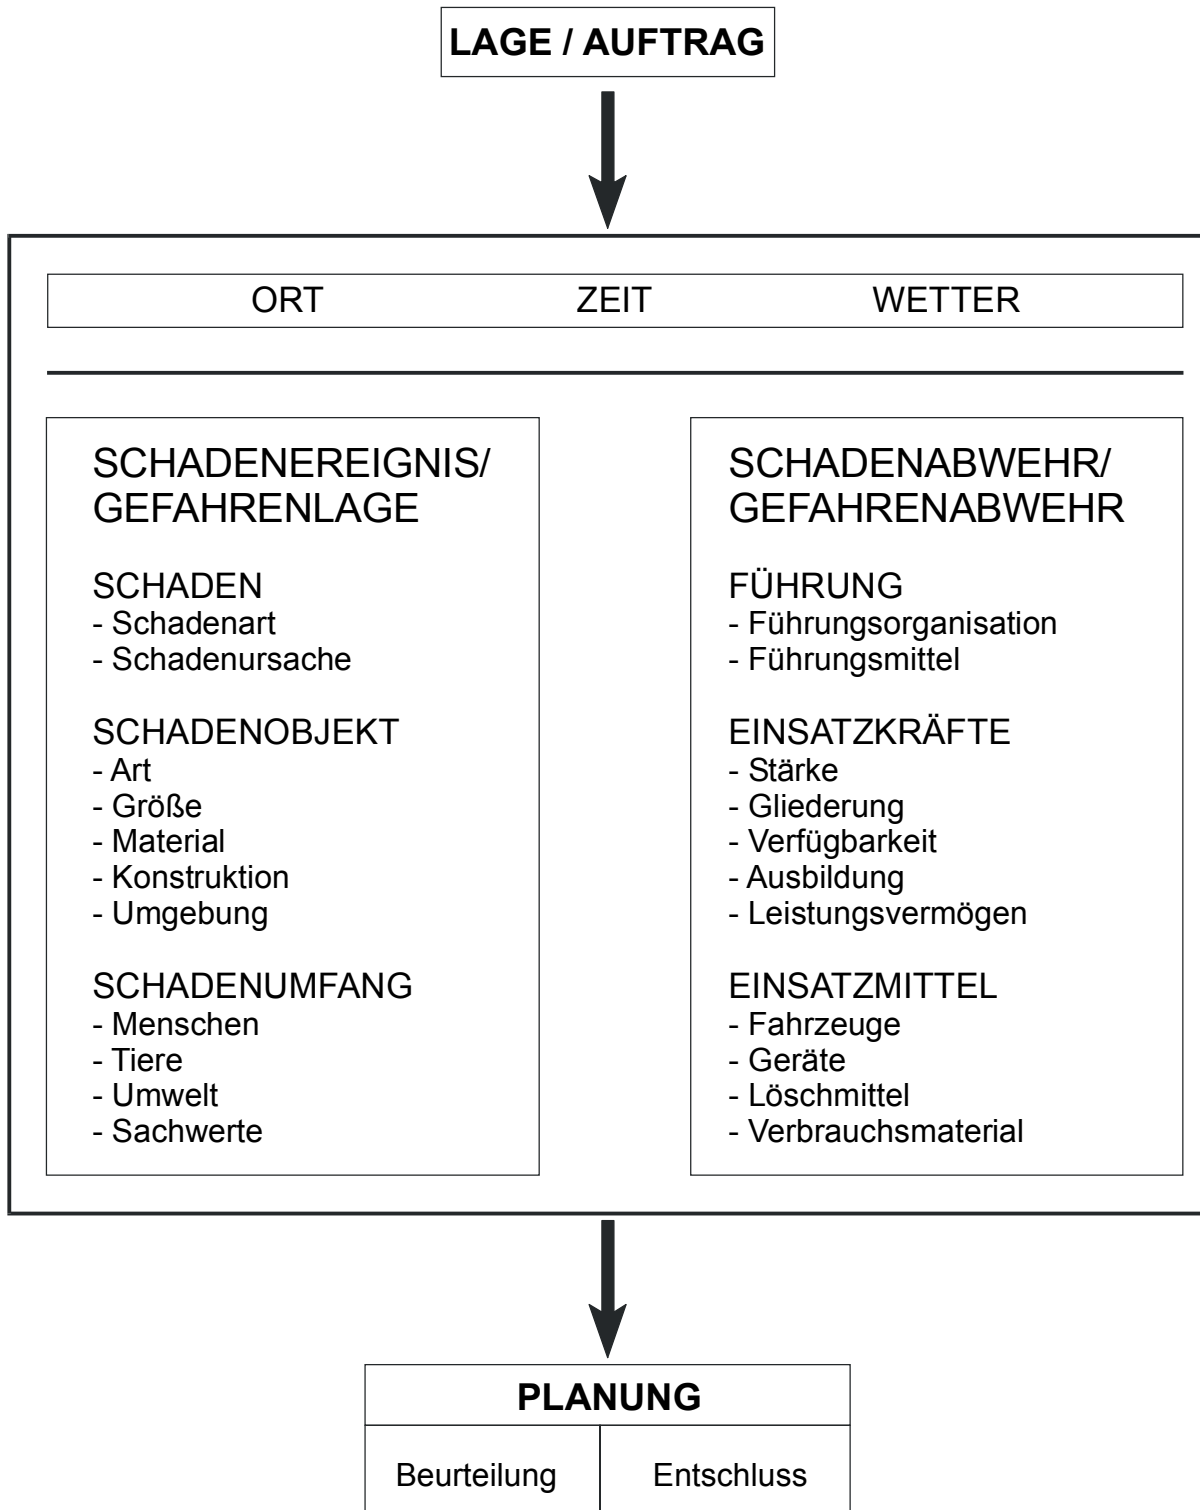 LAGE / AUFTRAG
ORT ZEIT WETTER
SCHADENEREIGNIS/
GEFAHRENLAGE
SCHADEN
- Schadenart
- Schadenursache
SCHADENOBJEKT
- Art
- Größe
- Material
- Konstruktion
- Umgebung
SCHADENUMFANG
- Menschen
- Tiere
- Umwelt
- Sachwerte
SCHADENABWEHR/
GEFAHRENABWEHR
FÜHRUNG
- Führungsorganisation
- Führungsmittel
EINSATZKRÄFTE
- Stärke
- Gliederung
- Verfügbarkeit
- Ausbildung
- Leistungsvermögen
EINSATZMITTEL
- Fahrzeuge
- Geräte
- Löschmittel
- Verbrauchsmaterial
PLANUNG
Beurteilung Entschluss